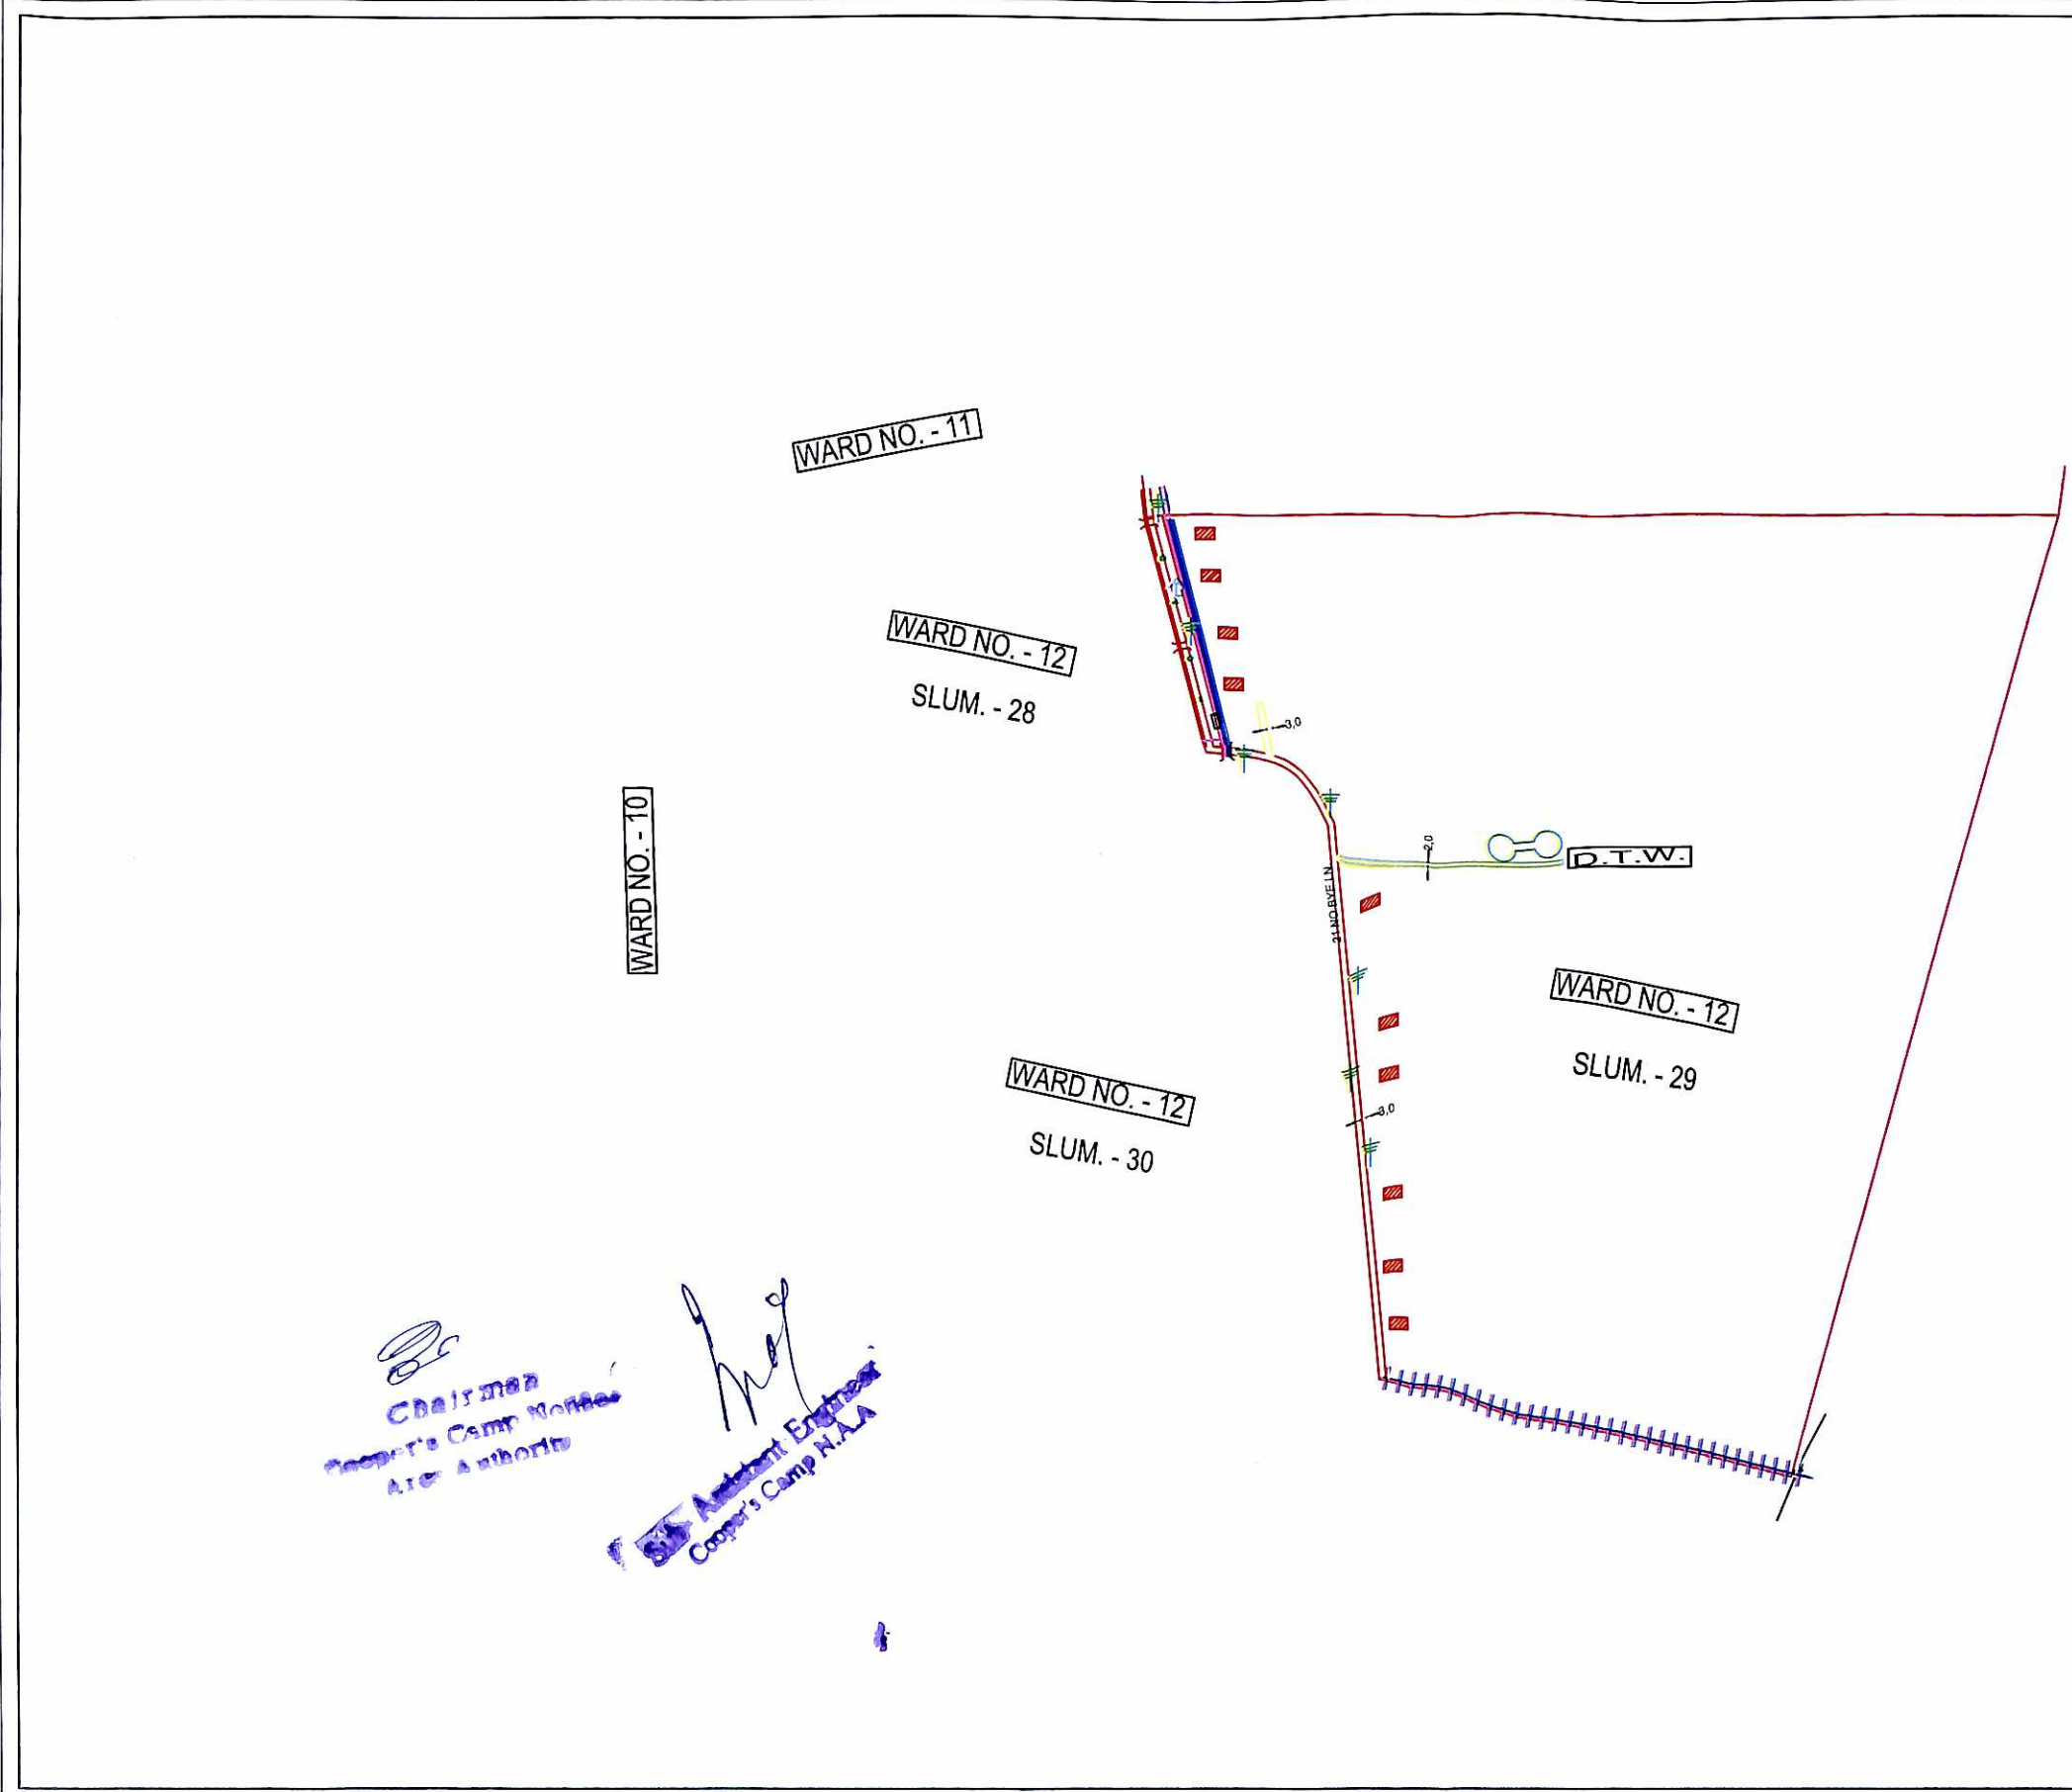 WARD NO. - 11
WARD NO. - 12
SLUM. - 28
3,0
WARD NO. - 10
2,0
D.T.W.
21 NO BYE LN
WARD NO. - 12
SLUM. - 29
WARD NO. - 12
SLUM. - 30
3,0
Chairman
Cooper's Camp Notified
Area Authority
Assistant Engineer
Cooper's Camp N.A.A